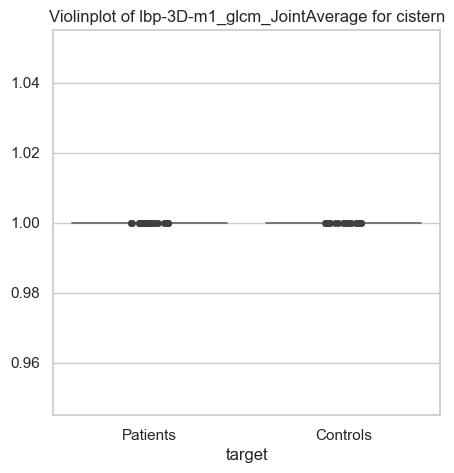 Violinplot of lbp-3D-m1_glcm_JointAverage for cistern
1.04
1.02
1.00
0.98
0.96
Patients Controls
target